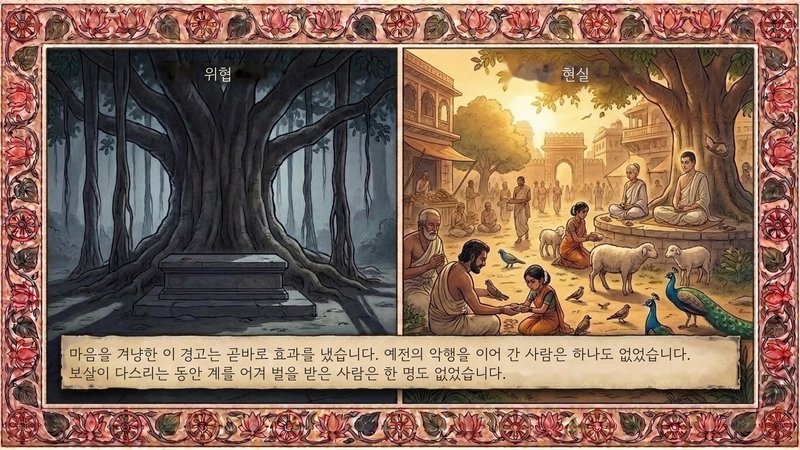 위협
현실
마음을 겨냥한 이 경고는 곧바로 효과를 냈습니다. 예전의 악행을 이어 간 사람은 하나도 없었습니다.
보살이 다스리는 동안 계를 어겨 벌을 받은 사람은 한 명도 없었습니다.